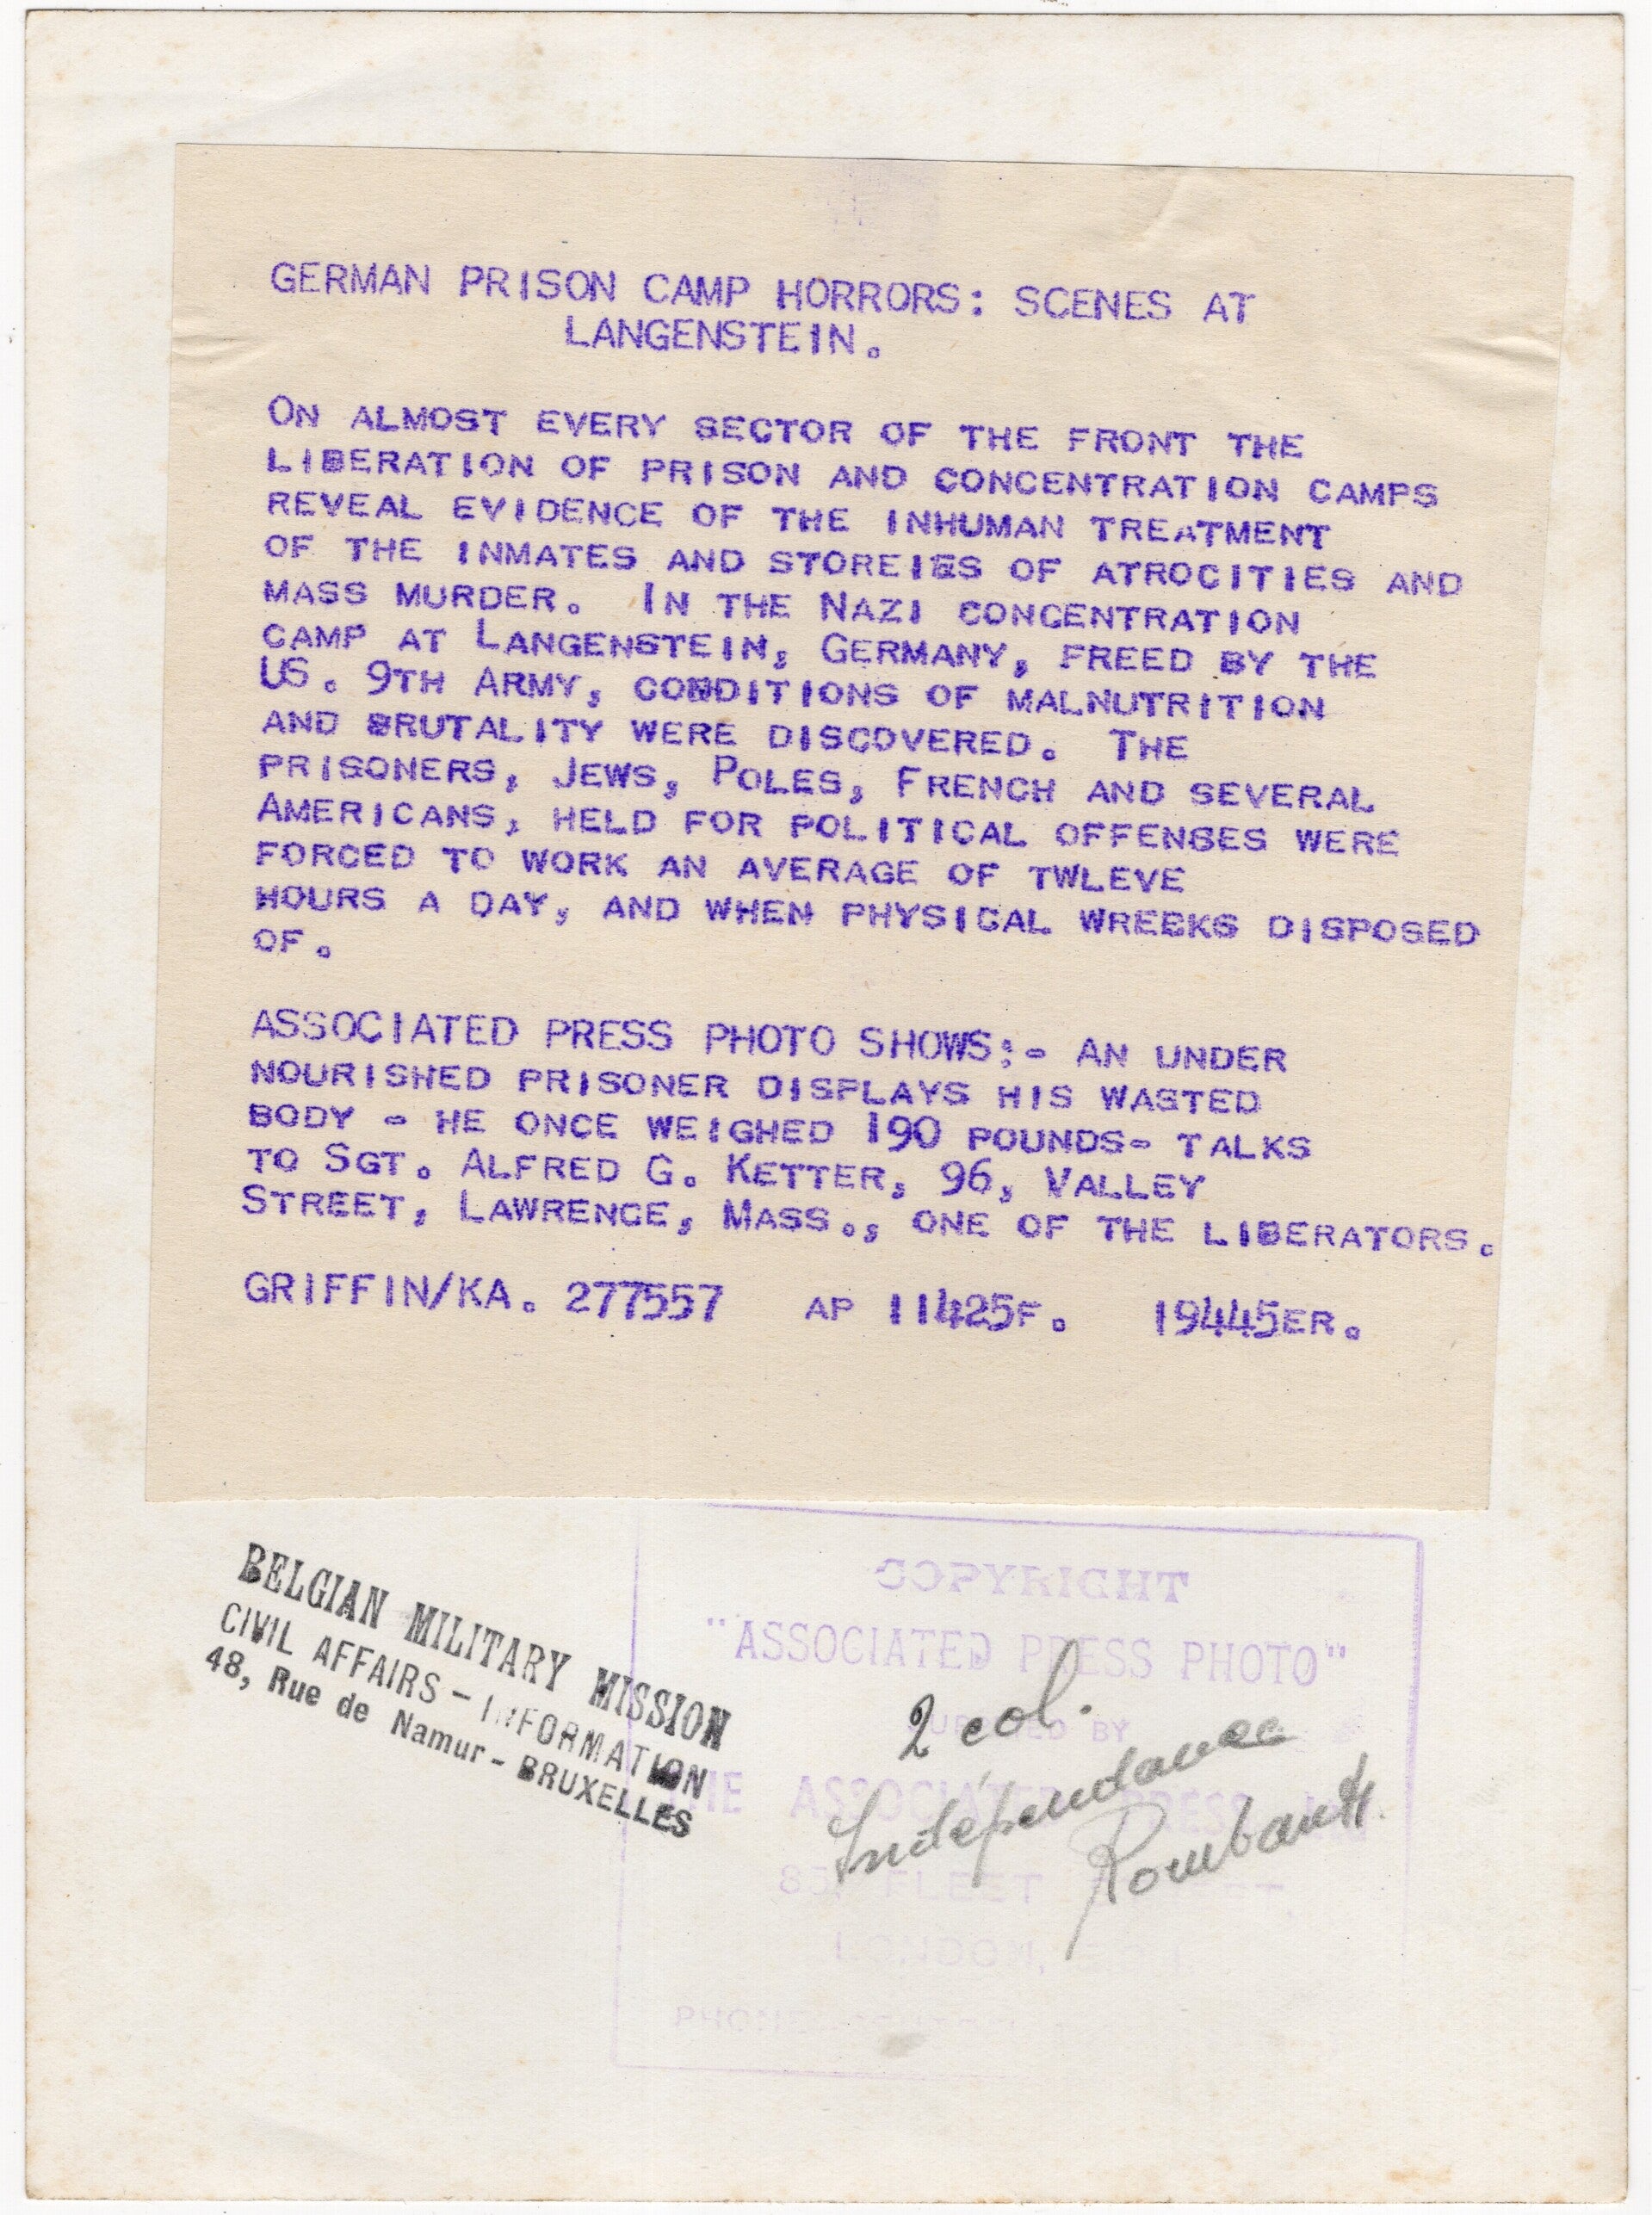 GERMAN PRISON CAMP HORRORS: SCENES AT
LANGENSTEIN.
ON ALMOST EVERY SECTOR OF THE FRONT THE
LIBERATION OF PRISON AND CONCENTRATION CAMPS
REVEAL EVIDENCE OF THE INHUMAN TREATMENT
OF THE INMATES AND STOREIES OF ATROCITIES AND
MASS MURDER. IN THE NAZI CONCENTRATION
CAMP AT LANGENSTEIN, GERMANY, FREED BY THE
US. 9TH ARMY, CONDITIONS OF MALNUTRITION
AND BRUTALITY WERE DISCOVERED. THE
PRISONERS, JEWS, POLES, FRENCH AND SEVERAL
AMERICANS, HELD FOR POLITICAL OFFENSES WERE
FORCED TO WORK AN AVERAGE OF TWLEVE
HOURS A DAY, AND WHEN PHYSICAL WRECKS DISPOSED
OF.
ASSOCIATED PRESS PHOTO SHOWS:- AN UNDER
NOURISHED PRISONER DISPLAYS HIS WASTED
BODY - HE ONCE WEIGHED 190 POUNDS- TALKS
TO SGT. ALFRED G. KETTER, 96, VALLEY
STREET, LAWRENCE, MASS., ONE OF THE LIBERATORS.
GRIFFIN/KA. 277557 AP 11425F. 19445ER.
BELGIAN MILITARY MISSION
CIVIL AFFAIRS - INFORMATION
48, Rue de Namur - BRUXELLES
COPYRIGHT
"ASSOCIATED PRESS PHOTO"
2 col.
BY
THE ASSOCIATED PRESS
Indépendance
Rombautt
FLEET STREET
LONDON, E.C.4.